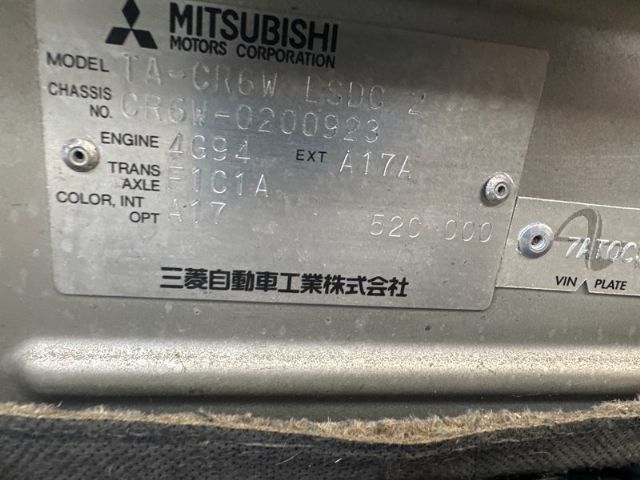 MITSUBISHI
MOTORS CORPORATION
MODEL TA-CR6W LSDC 2
CHASSIS NO. CR6W-0200923
ENGINE 4G94 EXT A17A
TRANS AXLE F1C1A
COLOR, INT OPT A17 52C 000
三菱自動車工業株式会社
VIN PLATE